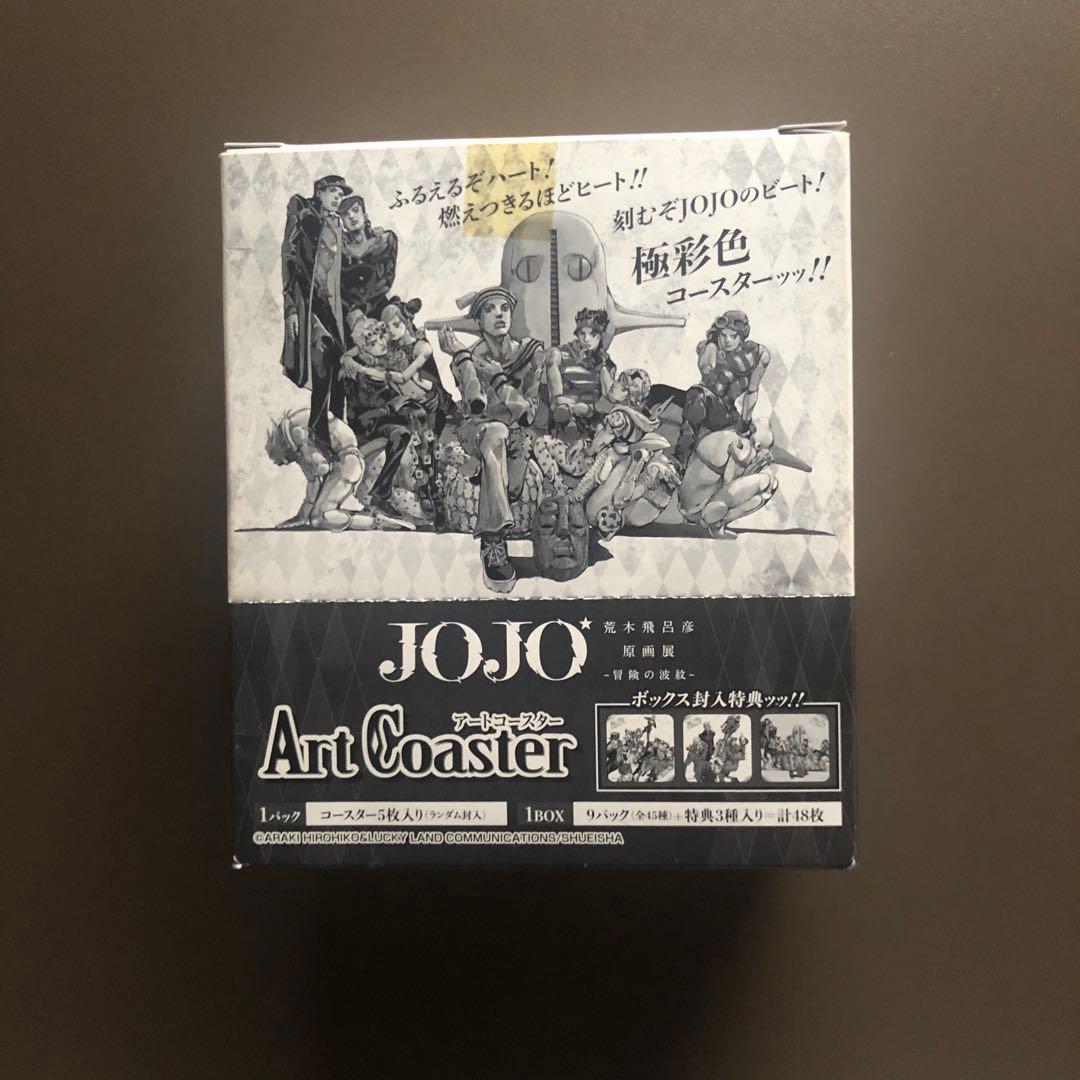 ふるえるぞハート!
燃えつきるほどヒート!!
刻むぞJOJOのビート!
極彩色
コースターッッ!!
JOJO
荒木飛呂彦
原画展
-冒険の波紋-
アートコースター
Art Coaster
ボックス封入特典ッッ!!
1パック コースター5枚入り(ランダム封入) 1BOX 9パック(全45種)+特典3種入り=計48枚
©ARAKI HIROHIKO&LUCKY LAND COMMUNICATIONS/SHUEISHA